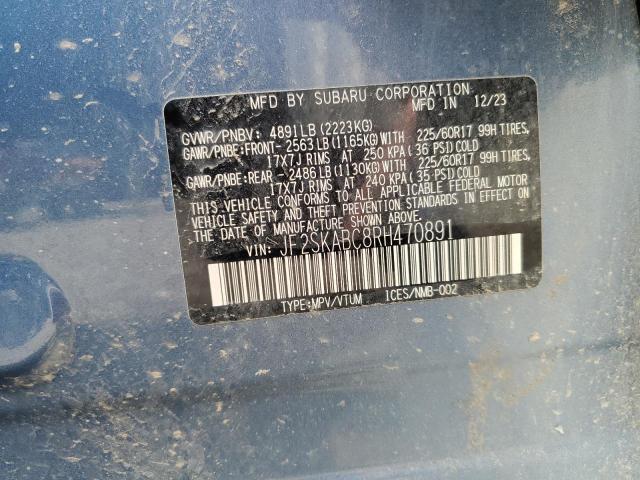 MFD BY SUBARU CORPORATION MFD IN 12/23
GVWR/PNBV: 4891LB(2223KG)
GAWR/PNBE:FRONT- 2563LB(1165KG)WITH 225/60R17 99H TIRES,
17X7J RIMS AT 250 KPA(36 PSI)COLD
GAWR/PNBE:REAR - 2486LB(1130KG)WITH 225/60R17 99H TIRES,
17X7J RIMS AT 240 KPA(35 PSI)COLD
THIS VEHICLE CONFORMS TO ALL APPLICABLE FEDERAL MOTOR
VEHICLE SAFETY AND THEFT PREVENTION STANDARDS IN EFFECT ON
THE DATE OF MANUFACTURE SHOWN ABOVE.
VIN: JF2SKABC8RH470891
TYPE:MPV/VTUM ICES/NMB-002